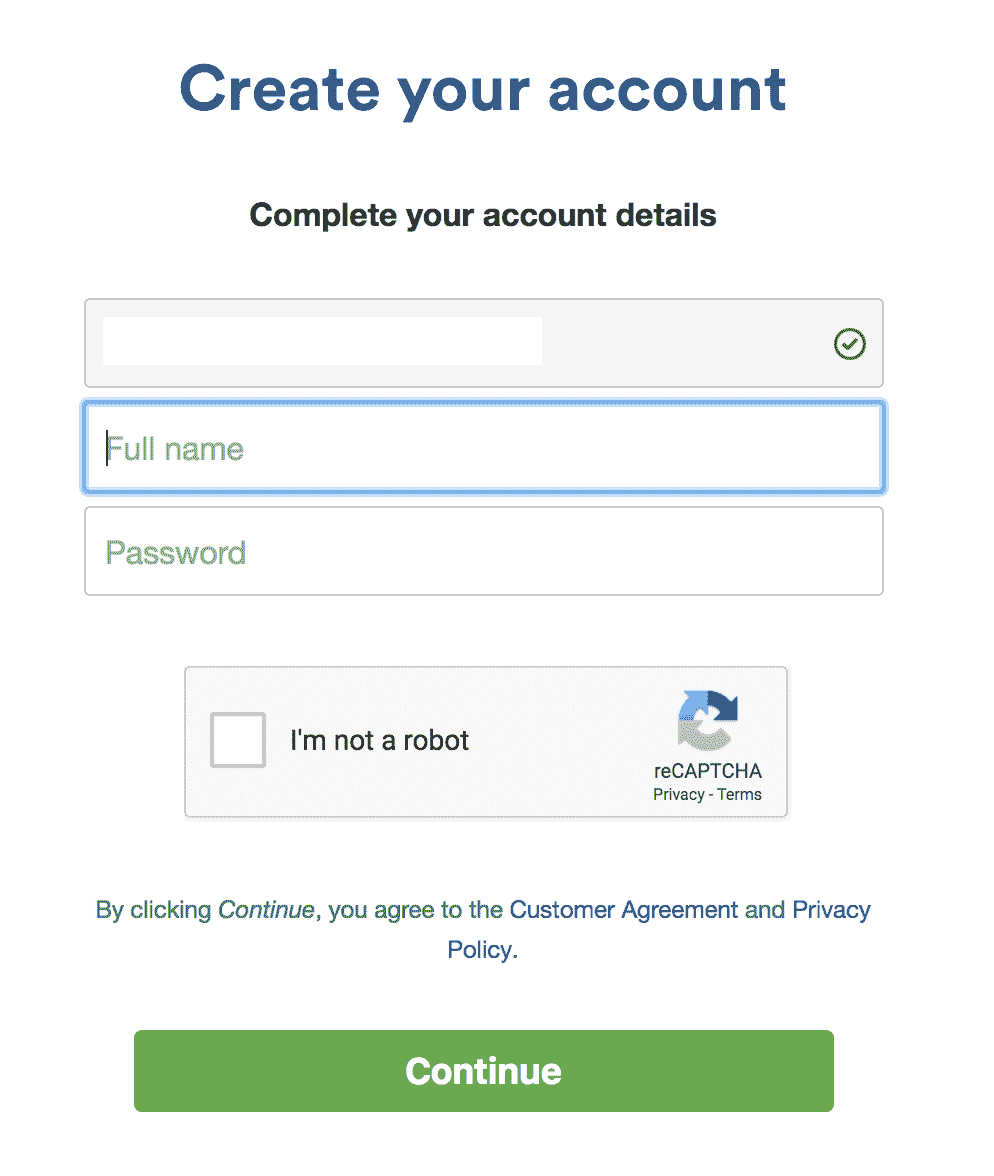 Create your account
Complete your account details
Full name
Password
I'm not a robot
reCAPTCHA
Privacy - Terms
By clicking Continue, you agree to the Customer Agreement and Privacy
Policy.
Continue